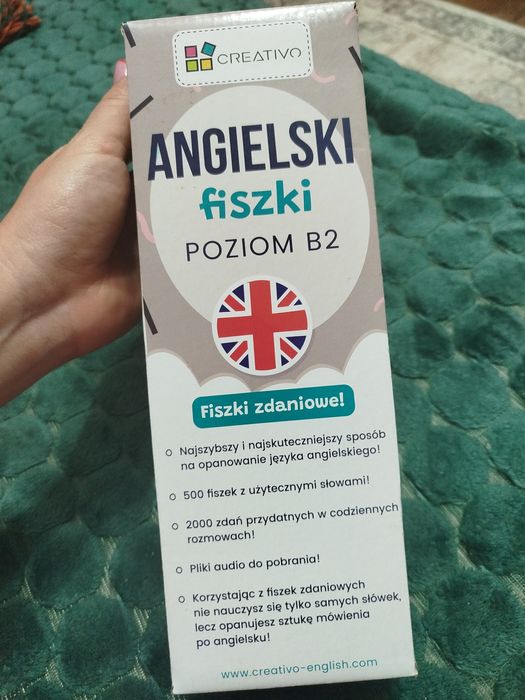 CREATIVO
ANGIELSKI
fiszki
POZIOM B2
Fiszki zdaniowe!
Najszybszy i najskuteczniejszy sposób
na opanowanie języka angielskiego!
500 fiszek z użytecznymi słowami!
2000 zdań przydatnych w codziennych
rozmowach!
Pliki audio do pobrania!
Korzystając z fiszek zdaniowych
nie nauczysz się tylko samych słówek,
lecz opanujesz sztukę mówienia
po angielsku!
www.creativo-english.com